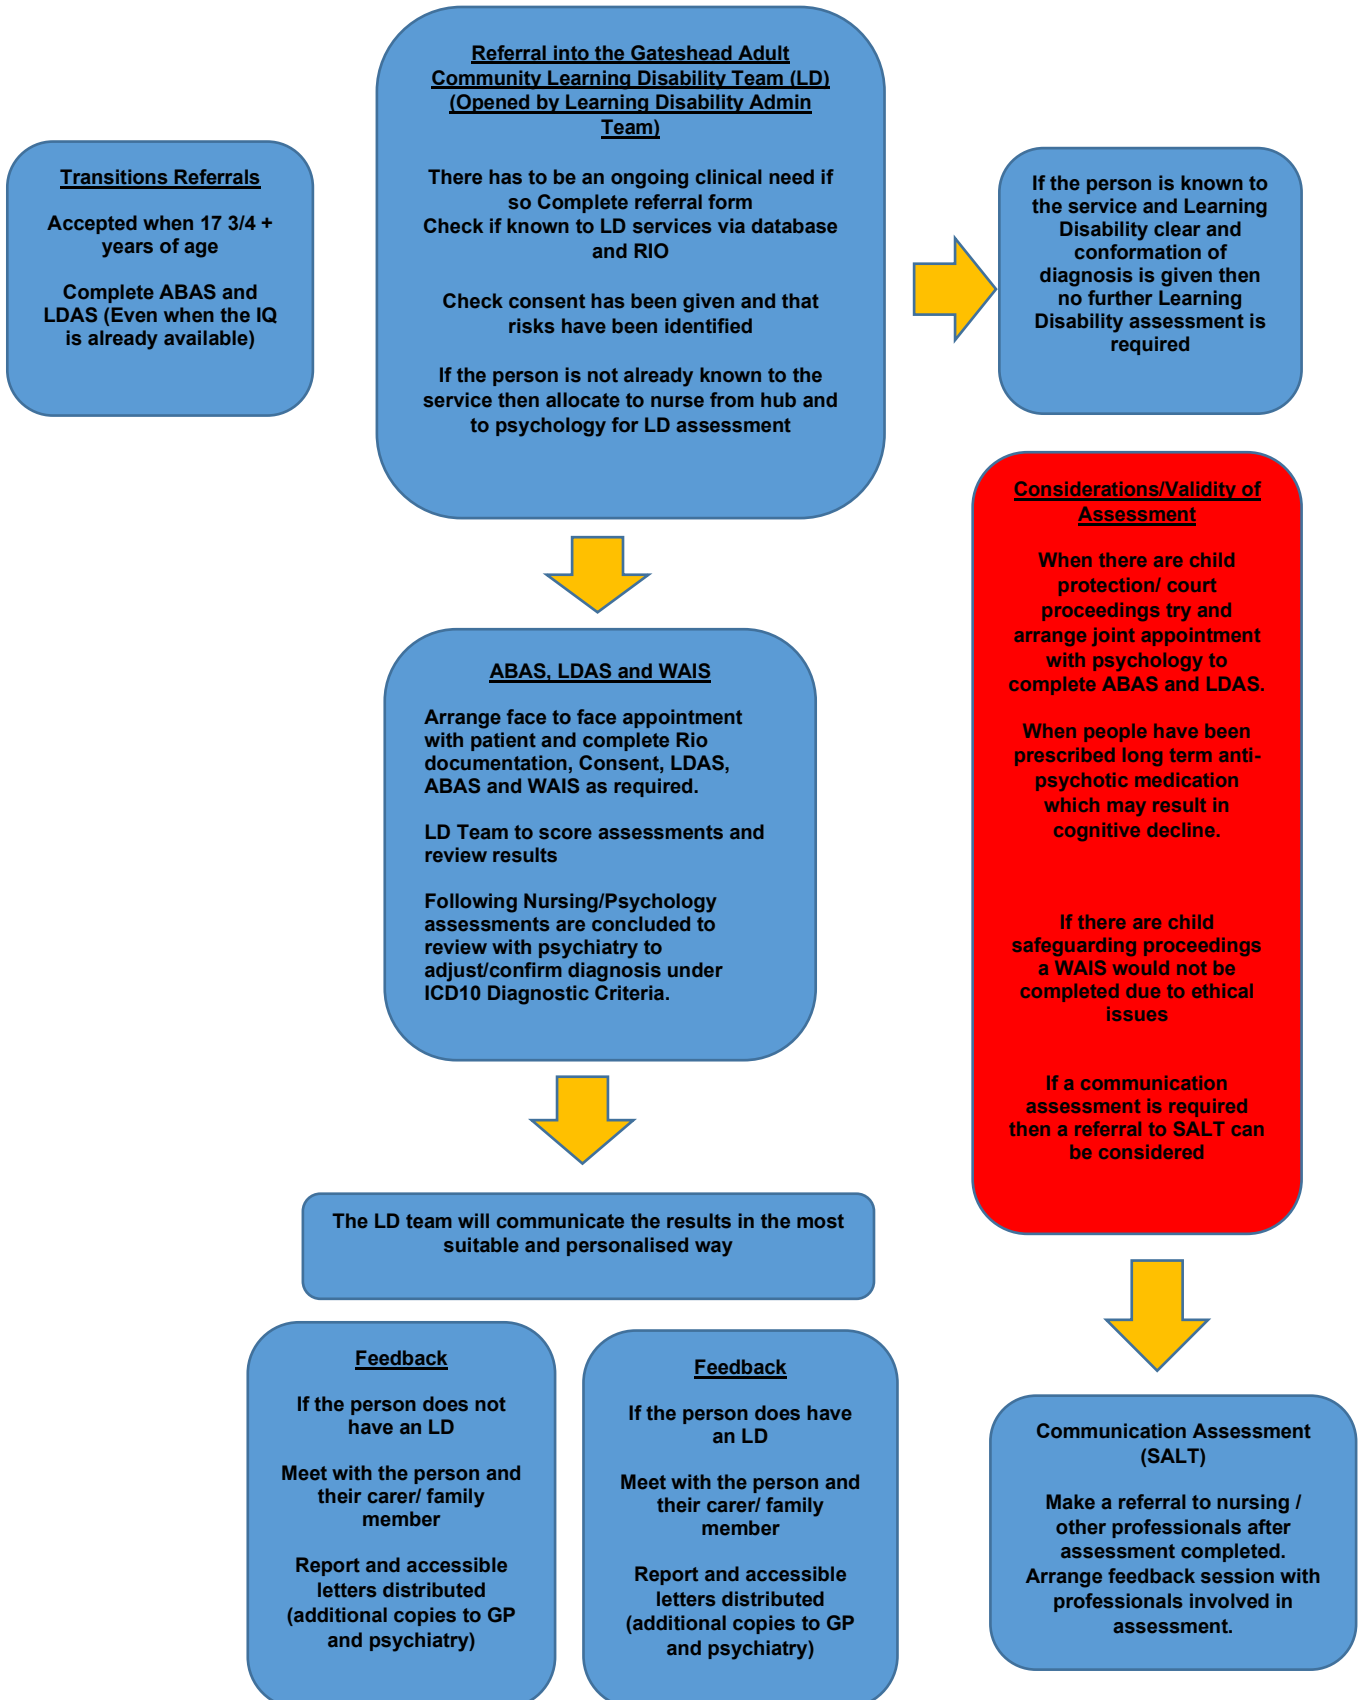 Referral into the Gateshead Adult
Community Learning Disability Team (LD)
(Opened by Learning Disability Admin
Team)
There has to be an ongoing clinical need if
so Complete referral form
Check if known to LD services via database
and RIO
Check consent has been given and that
risks have been identified
If the person is not already known to the
service then allocate to nurse from hub and
to psychology for LD assessment
Transitions Referrals
Accepted when 17 3/4 +
years of age
Complete ABAS and
LDAS (Even when the IQ
is already available)
If the person is known to
the service and Learning
Disability clear and
conformation of
diagnosis is given then
no further Learning
Disability assessment is
required
Considerations/Validity of
Assessment
When there are child
protection/ court
proceedings try and
arrange joint appointment
with psychology to
complete ABAS and LDAS.
When people have been
prescribed long term anti-
psychotic medication
which may result in
cognitive decline.
If there are child
safeguarding proceedings
a WAIS would not be
completed due to ethical
issues
If a communication
assessment is required
then a referral to SALT can
be considered
ABAS, LDAS and WAIS
Arrange face to face appointment
with patient and complete Rio
documentation, Consent, LDAS,
ABAS and WAIS as required.
LD Team to score assessments and
review results
Following Nursing/Psychology
assessments are concluded to
review with psychiatry to
adjust/confirm diagnosis under
ICD10 Diagnostic Criteria.
The LD team will communicate the results in the most
suitable and personalised way
Feedback
If the person does not
have an LD
Meet with the person and
their carer/ family
member
Report and accessible
letters distributed
(additional copies to GP
and psychiatry)
Feedback
If the person does have
an LD
Meet with the person and
their carer/ family
member
Report and accessible
letters distributed
(additional copies to GP
and psychiatry)
Communication Assessment
(SALT)
Make a referral to nursing /
other professionals after
assessment completed.
Arrange feedback session with
professionals involved in
assessment.